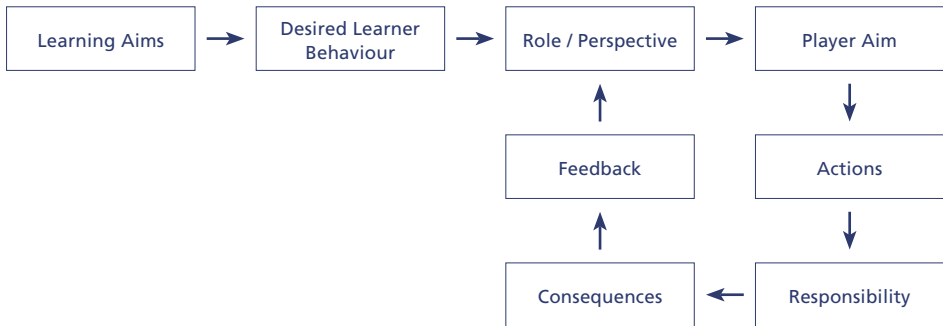 Learning Aims
Desired Learner
Behaviour
Role / Perspective
Player Aim
Feedback
Actions
Consequences
Responsibility